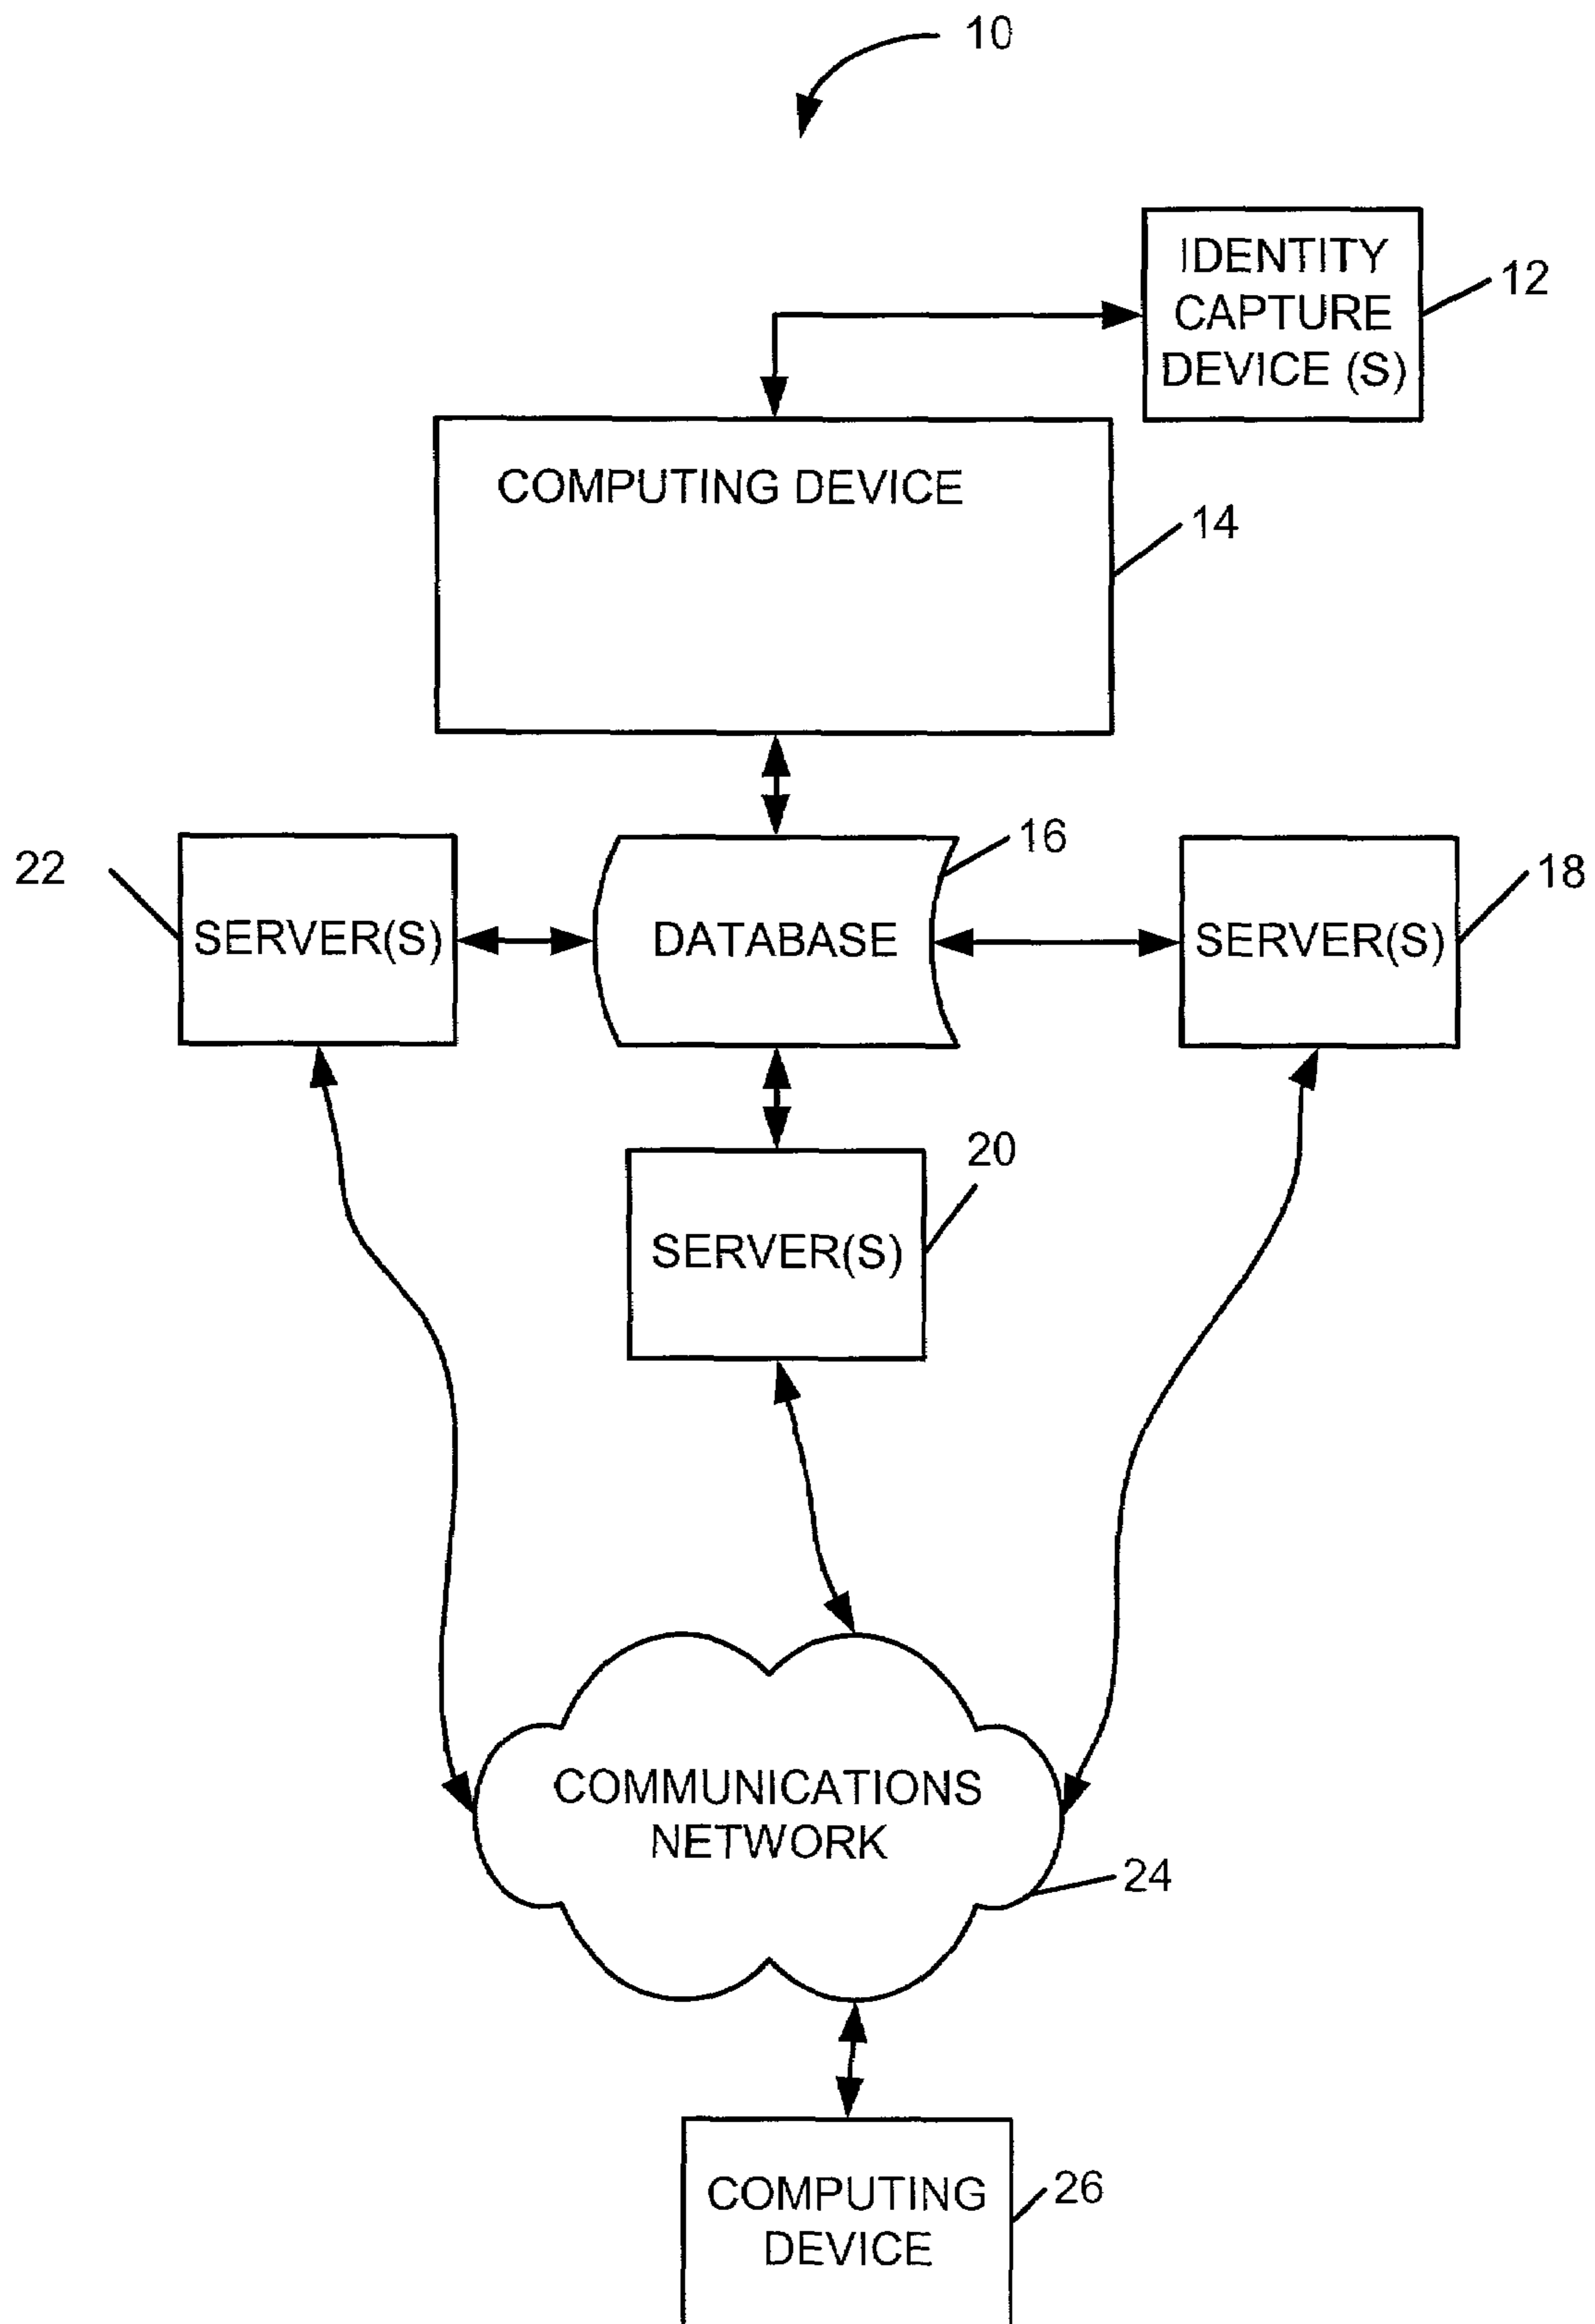 10
IDENTITY
CAPTURE
DEVICE (S)
12
COMPUTING DEVICE
14
16
22
SERVER(S)
DATABASE
SERVER(S)
18
20
SERVER(S)
COMMUNICATIONS
NETWORK
24
COMPUTING
DEVICE
26